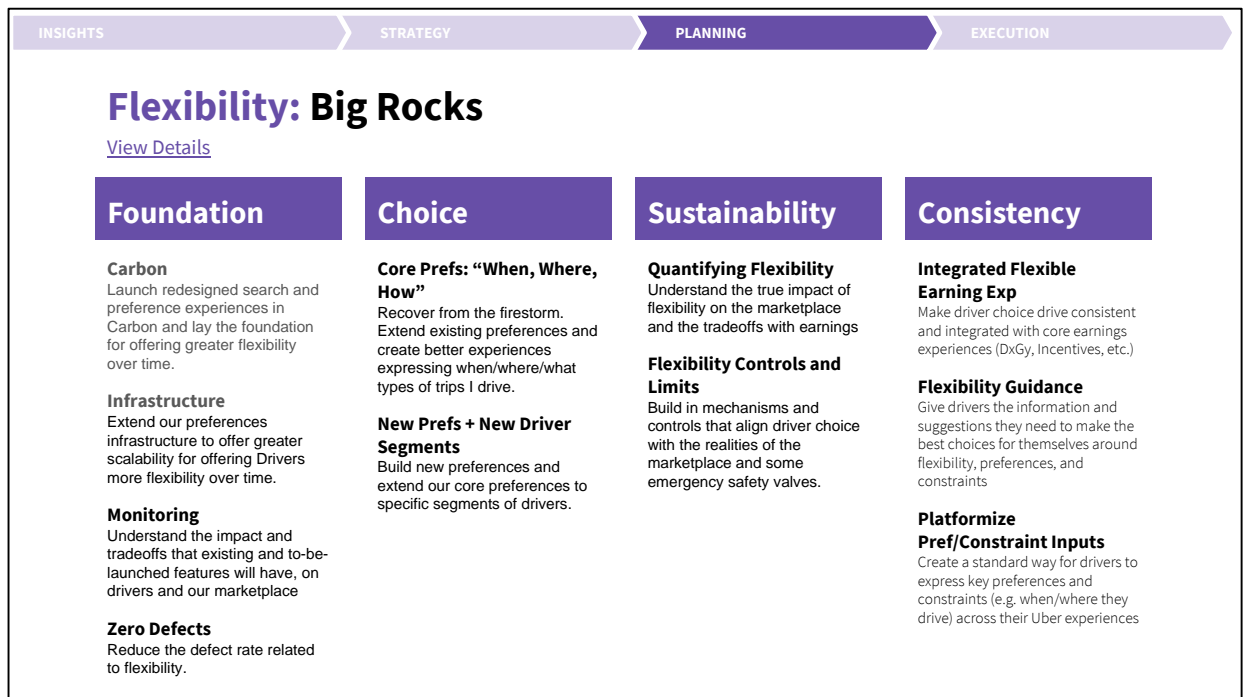 INSIGHTS
STRATEGY
PLANNING
EXECUTION
Flexibility: Big Rocks
View Details
Foundation
Carbon
Launch redesigned search and
preference experiences in
Carbon and lay the foundation
for offering greater flexibility
over time.
Infrastructure
Extend our preferences
infrastructure to offer greater
scalability for offering Drivers
more flexibility over time.
Monitoring
Understand the impact and
tradeoffs that existing and to-be-
launched features will have, on
drivers and our marketplace
Zero Defects
Reduce the defect rate related
to flexibility.
Choice
Core Prefs: “When, Where,
How”
Recover from the firestorm.
Extend existing preferences and
create better experiences
expressing when/where/what
types of trips I drive.
New Prefs + New Driver
Segments
Build new preferences and
extend our core preferences to
specific segments of drivers.
Sustainability
Quantifying Flexibility
Understand the true impact of
flexibility on the marketplace
and the tradeoffs with earnings
Flexibility Controls and
Limits
Build in mechanisms and
controls that align driver choice
with the realities of the
marketplace and some
emergency safety valves.
Consistency
Integrated Flexible
Earning Exp
Make driver choice drive consistent
and integrated with core earnings
experiences (DxGy, Incentives, etc.)
Flexibility Guidance
Give drivers the information and
suggestions they need to make the
best choices for themselves around
flexibility, preferences, and
constraints
Platformize
Pref/Constraint Inputs
Create a standard way for drivers to
express key preferences and
constraints (e.g. when/where they
drive) across their Uber experiences